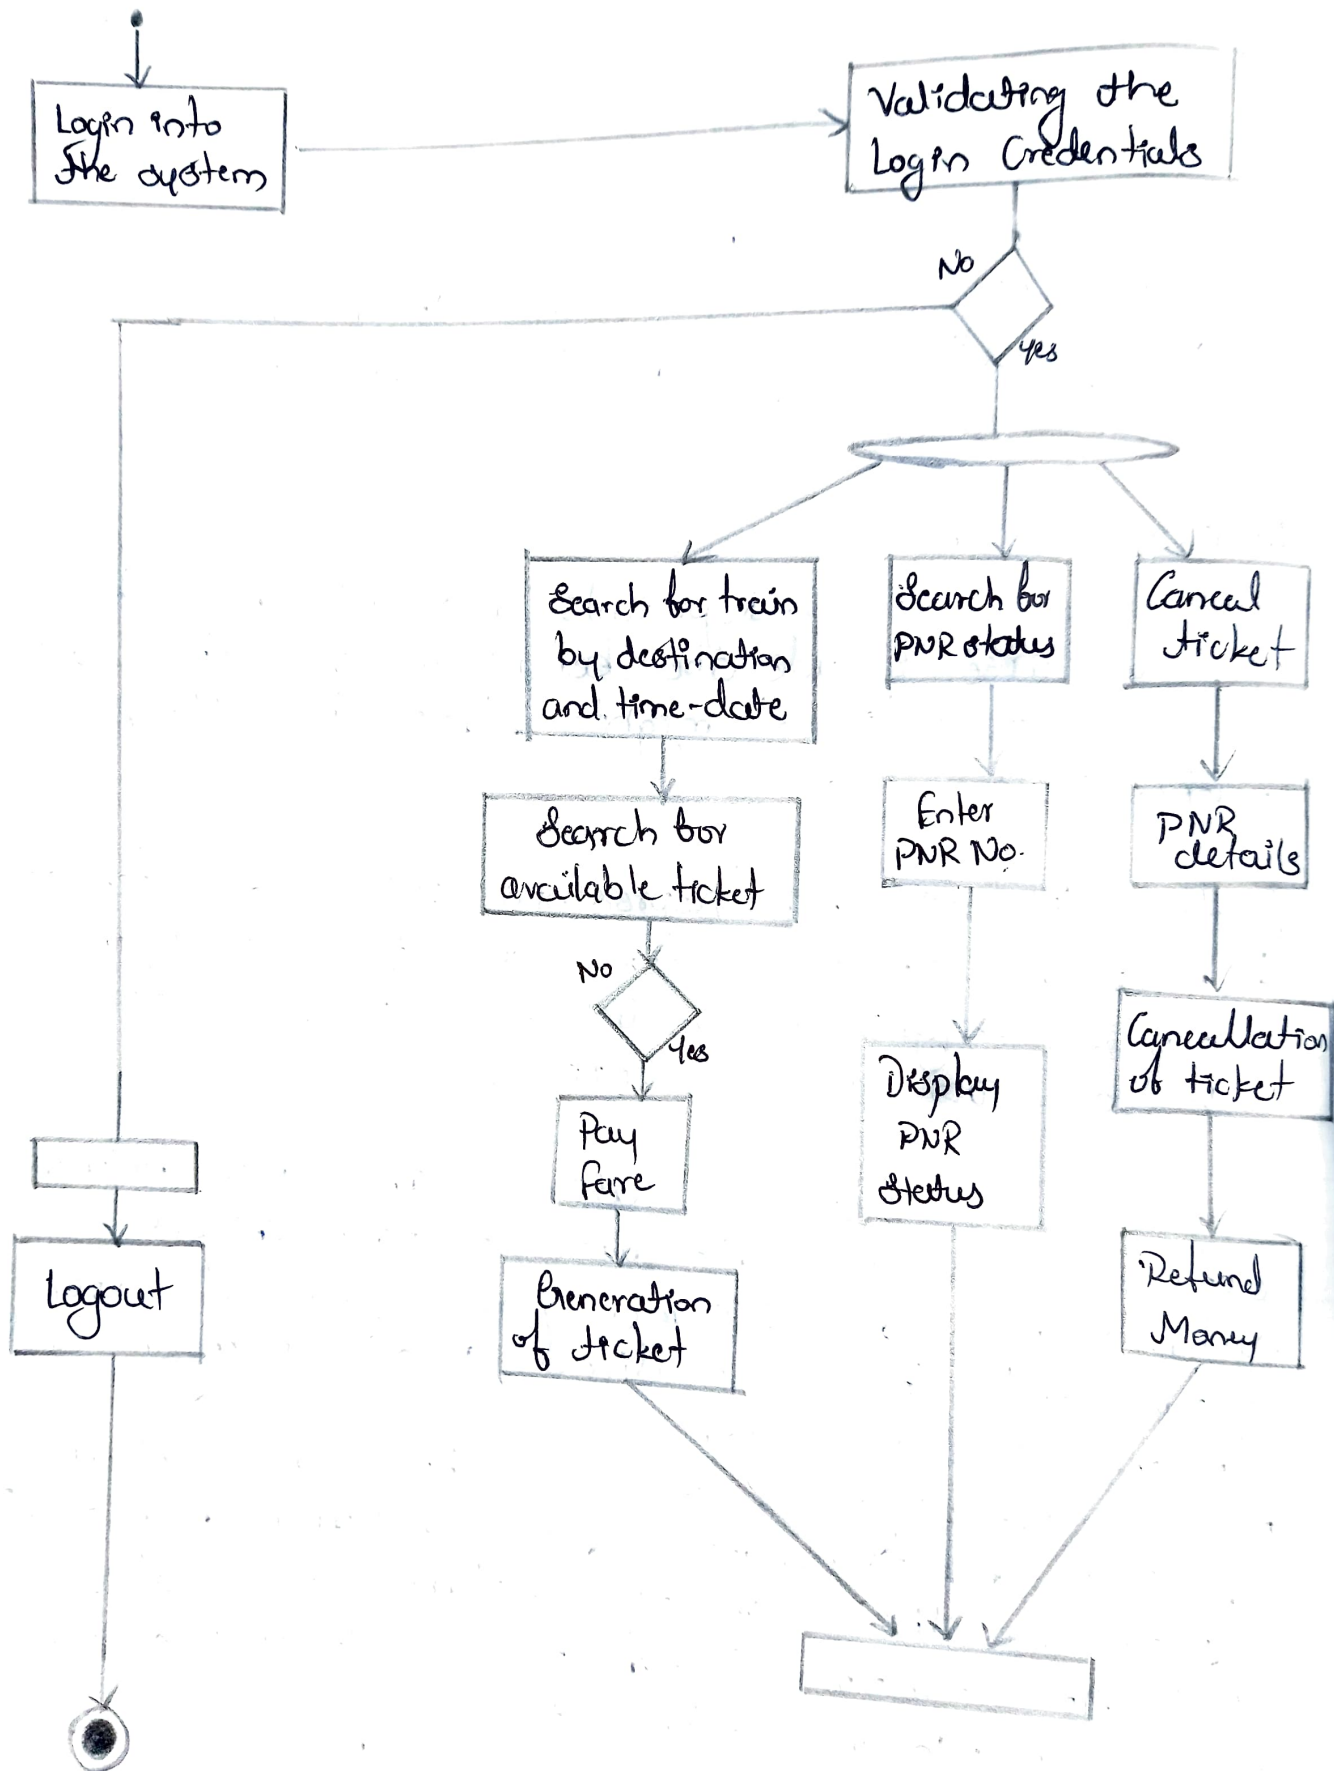 Login into
the system
Validating the
Login Credentials
No
Yes
Search for train
by destination
and time-date
Search for
PNR status
Cancal
ticket
Search for
available ticket
Enter
PNR No.
PNR
details
No
Yes
Pay
fare
Display
PNR
status
Cancallation
of ticket
Logout
Generation
of ticket
Refund
Money